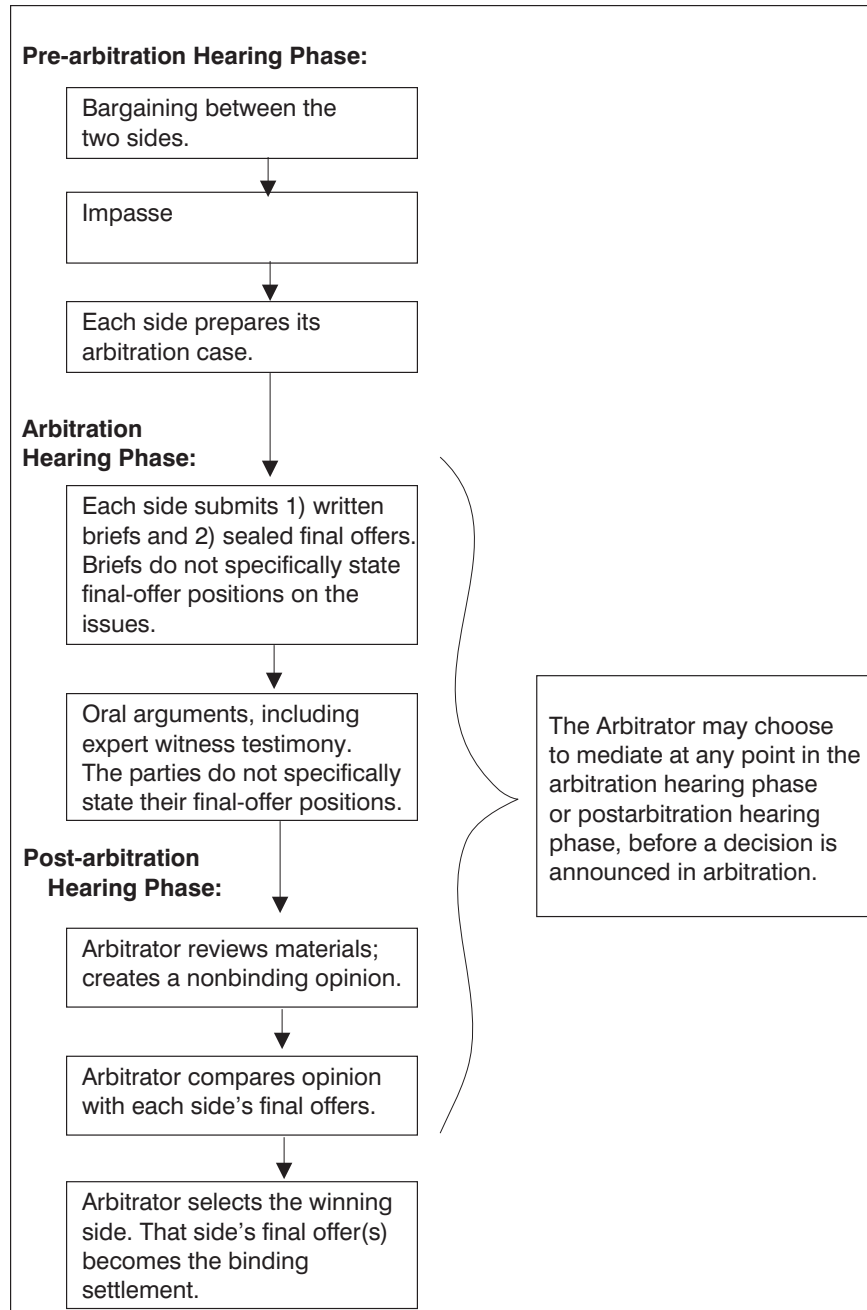 Pre-arbitration Hearing Phase:
Bargaining between the
two sides.
Impasse
Each side prepares its
arbitration case.
Arbitration
Hearing Phase:
Each side submits 1) written
briefs and 2) sealed final offers.
Briefs do not specifically state
final-offer positions on the
issues.
Oral arguments, including
expert witness testimony.
The parties do not specifically
state their final-offer positions.
The Arbitrator may choose
to mediate at any point in the
arbitration hearing phase
or postarbitration hearing
phase, before a decision is
announced in arbitration.
Post-arbitration
Hearing Phase:
Arbitrator reviews materials;
creates a nonbinding opinion.
Arbitrator compares opinion
with each side’s final offers.
Arbitrator selects the winning
side. That side’s final offer(s)
becomes the binding
settlement.